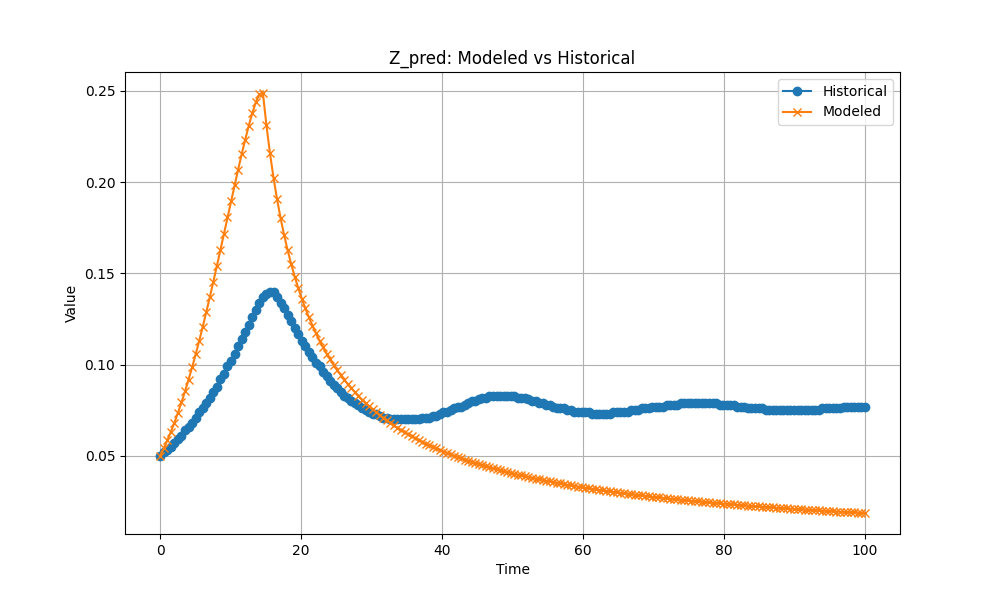 Z_pred: Modeled vs Historical
Historical
Modeled
Value
0.25
0.20
0.15
0.10
0.05
0 20 40 60 80 100
Time